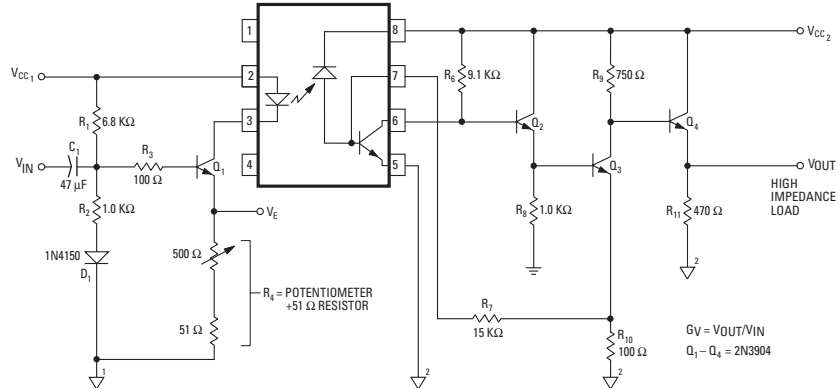 1
8
VCC1
2
7
R6
9.1 KΩ
R9
750 Ω
VCC2
R1
6.8 KΩ
3
6
Q2
Q4
VIN
C1
47 µF
R3
100 Ω
Q1
4
5
Q3
VOUT
R2
1.0 KΩ
VE
R8
1.0 KΩ
R11
470 Ω
HIGH
IMPEDANCE
LOAD
1N4150
D1
500 Ω
R4 = POTENTIOMETER
+51 Ω RESISTOR
51 Ω
R7
15 KΩ
R10
100 Ω
GV = VOUT/VIN
Q1 – Q4 = 2N3904
1
2
2
2